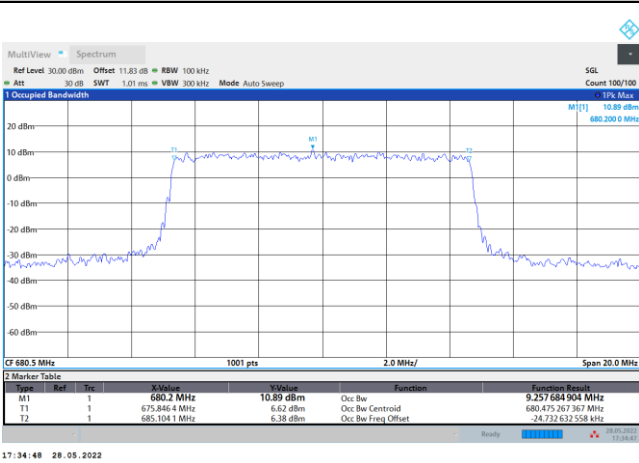 MultiView Spectrum
Ref Level 30.00 dBm Offset 11.83 dB RBW 100 kHz SGL
Att 30 dB SWT 1.01 ms VBW 300 kHz Mode Auto Sweep Count 100/100
1 Occupied Bandwidth 1Pk Max
M1[1] 10.89 dBm
680.200 0 MHz
20 dBm
M1
T1 T2
10 dBm
0 dBm
-10 dBm
-20 dBm
-30 dBm
-40 dBm
-50 dBm
-60 dBm
CF 680.5 MHz 1001 pts 2.0 MHz/ Span 20.0 MHz
2 Marker Table
Type Ref Trc X-Value Y-Value Function Function Result
M1 1 680.2 MHz 10.89 dBm Occ Bw 9.257 684 904 MHz
T1 1 675.846 4 MHz 6.62 dBm Occ Bw Centroid 680.475 267 367 MHz
T2 1 685.104 1 MHz 6.38 dBm Occ Bw Freq Offset -24.732 632 558 kHz
Ready 28.05.2022
17:34:47
17:34:48 28.05.2022